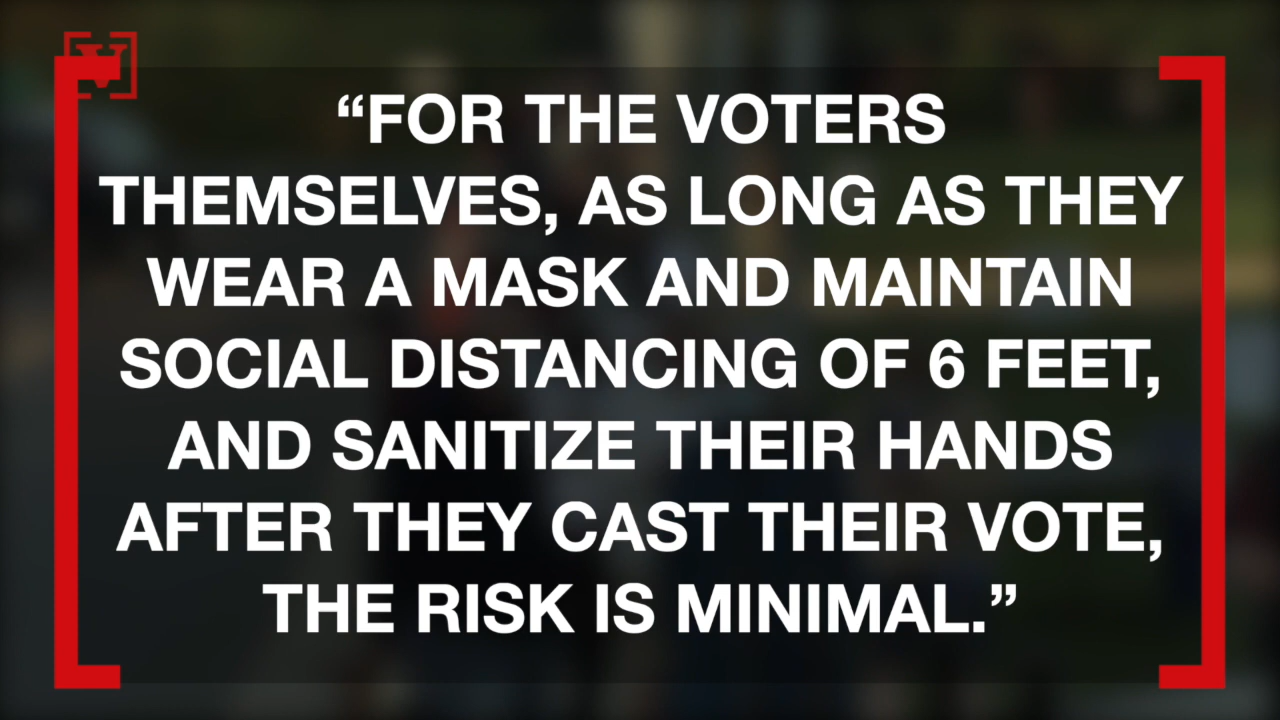 “FOR THE VOTERS
THEMSELVES, AS LONG AS THEY
WEAR A MASK AND MAINTAIN
SOCIAL DISTANCING OF 6 FEET,
AND SANITIZE THEIR HANDS
AFTER THEY CAST THEIR VOTE,
THE RISK IS MINIMAL.”